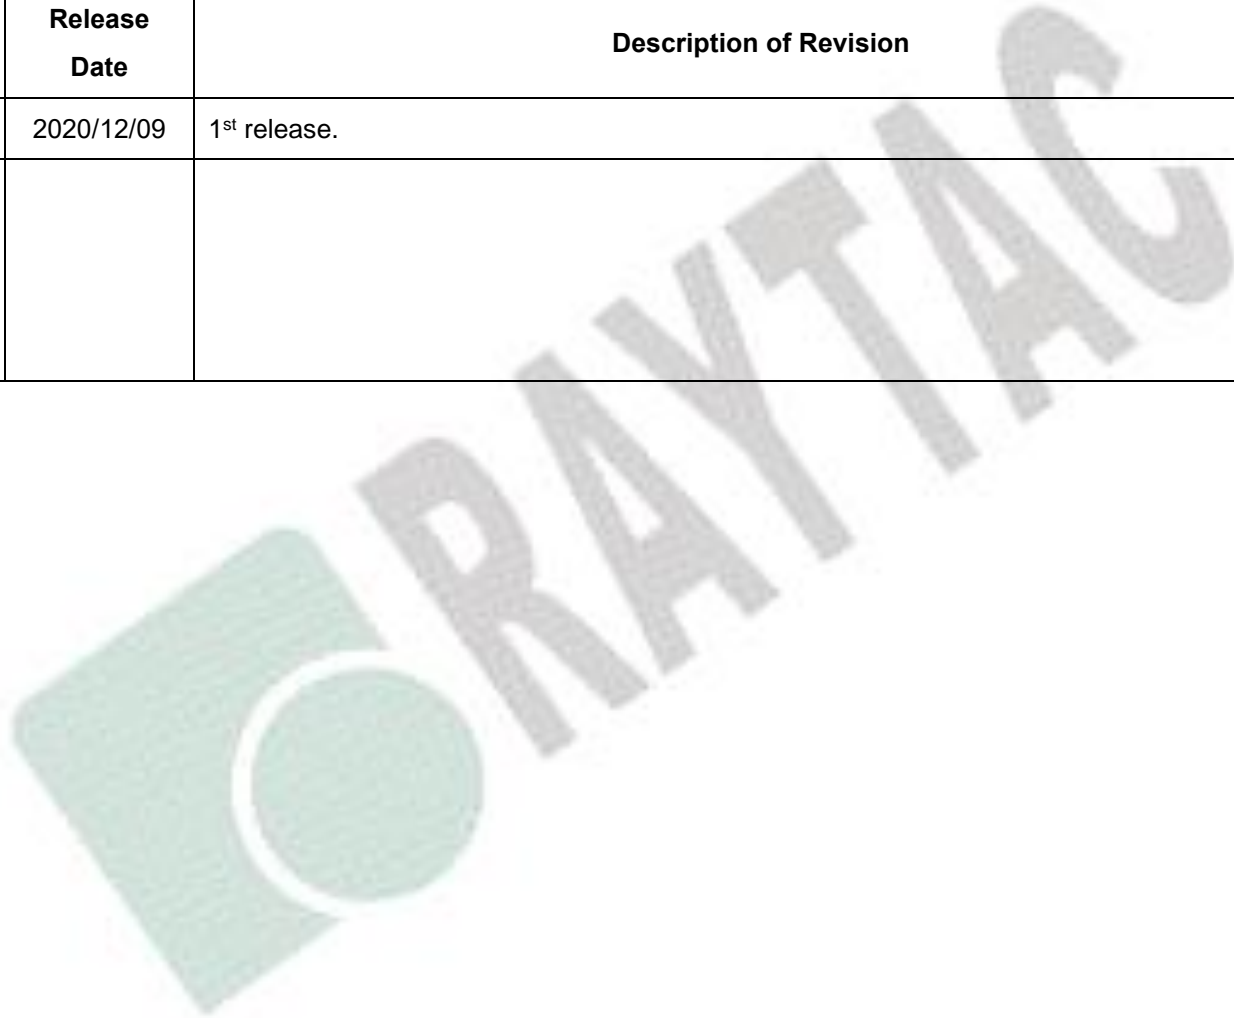 Release
Date
Description of Revision
2020/12/09
1st release.
RAYTAC